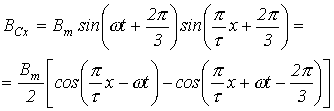 B_{Cx} = B_m sin(ωt + 2π/3) sin(π/τ x + 2π/3) =
= B_m/2 [cos(π/τ x − ωt) − cos(π/τ x + ωt − 2π/3)]